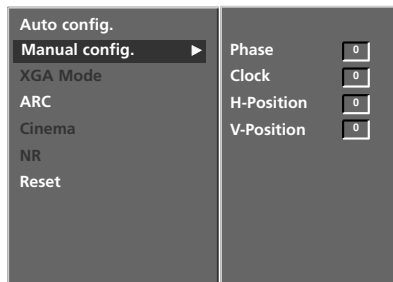 Auto config.
Manual config. ▶
XGA Mode
ARC
Cinema
NR
Reset
Phase 0
Clock 0
H-Position 0
V-Position 0